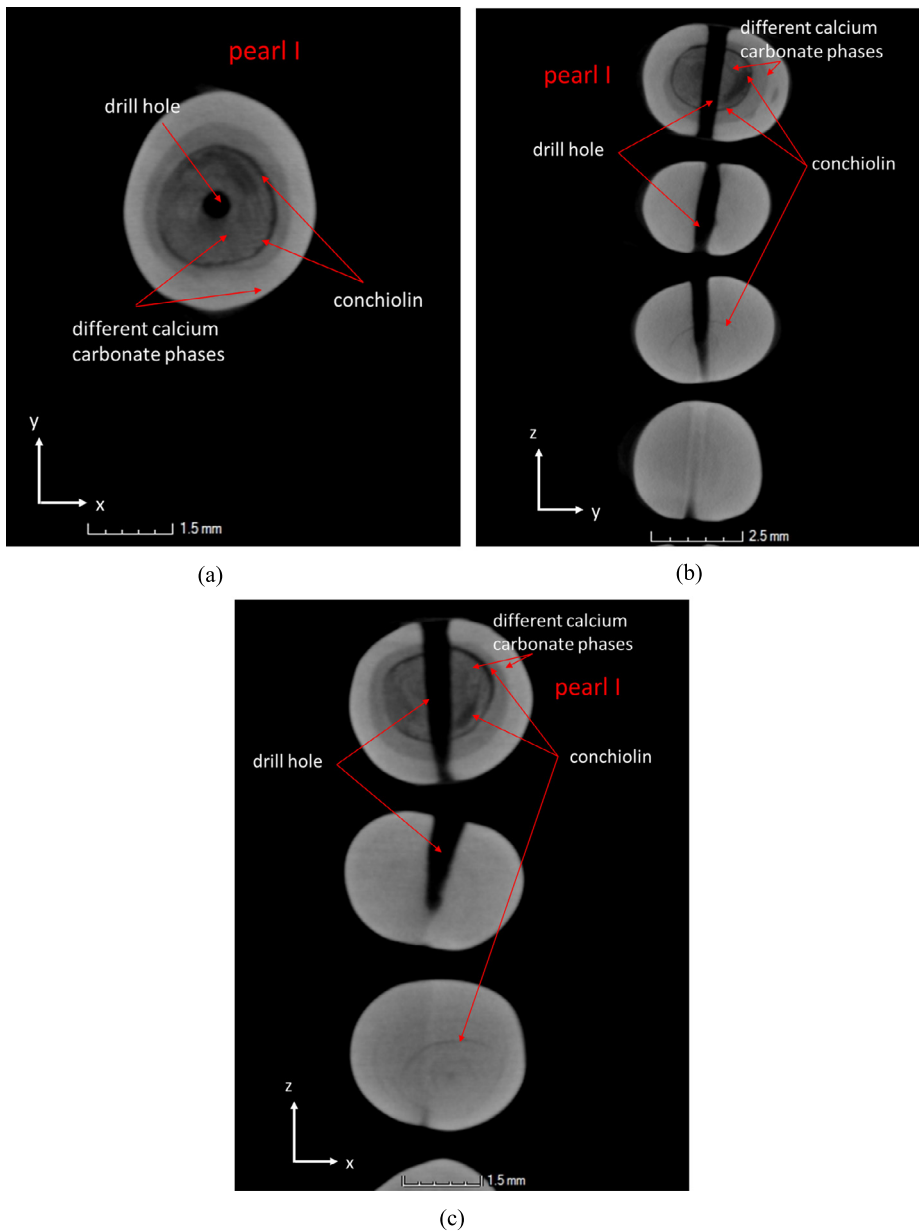 pearl I
drill hole
conchiolin
different calcium
carbonate phases
y
x
1.5 mm
(a)
different calcium
carbonate phases
pearl I
drill hole
conchiolin
z
y
2.5 mm
(b)
different calcium
carbonate phases
pearl I
drill hole
conchiolin
z
x
1.5 mm
(c)